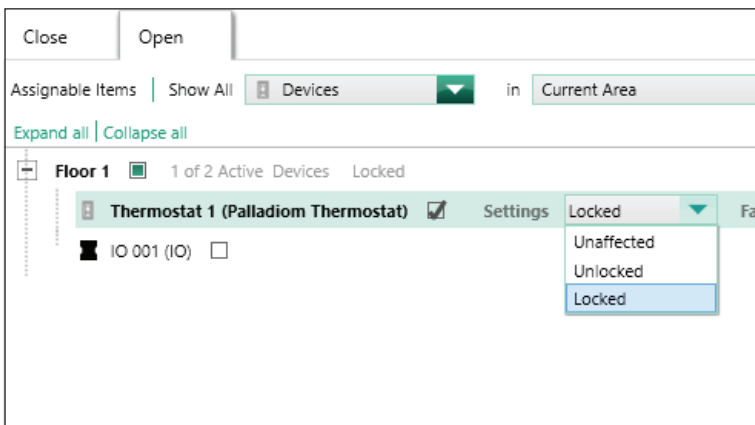 Close Open
Assignable Items Show All Devices in Current Area
Expand all Collapse all
Floor 1 1 of 2 Active Devices Locked
Thermostat 1 (Palladiom Thermostat) Settings Locked Fa
Unaffected
IO 001 (IO)
Unlocked
Locked